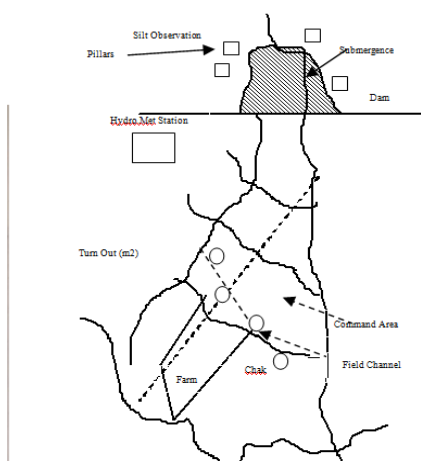 Silt Observation
Pillars
Submergence
Dam
Hydro Met Station
Turn Out (m2)
Command Area
Field Channel
Farm
Chak